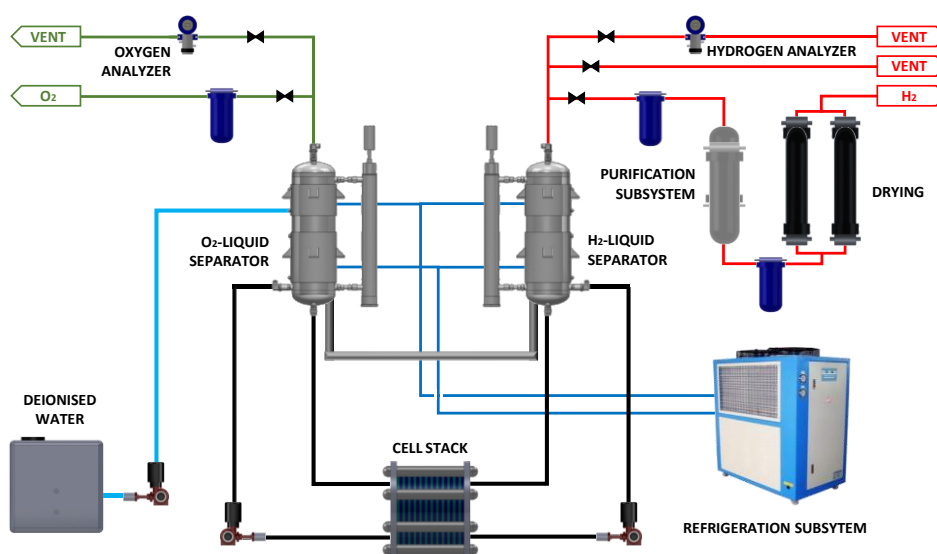 VENT
OXYGEN
ANALYZER
O₂
HYDROGEN ANALYZER
VENT
VENT
H₂
PURIFICATION
SUBSYSTEM
DRYING
O₂-LIQUID
SEPARATOR
H₂-LIQUID
SEPARATOR
DEIONISED
WATER
CELL STACK
REFRIGERATION SUBSYTEM